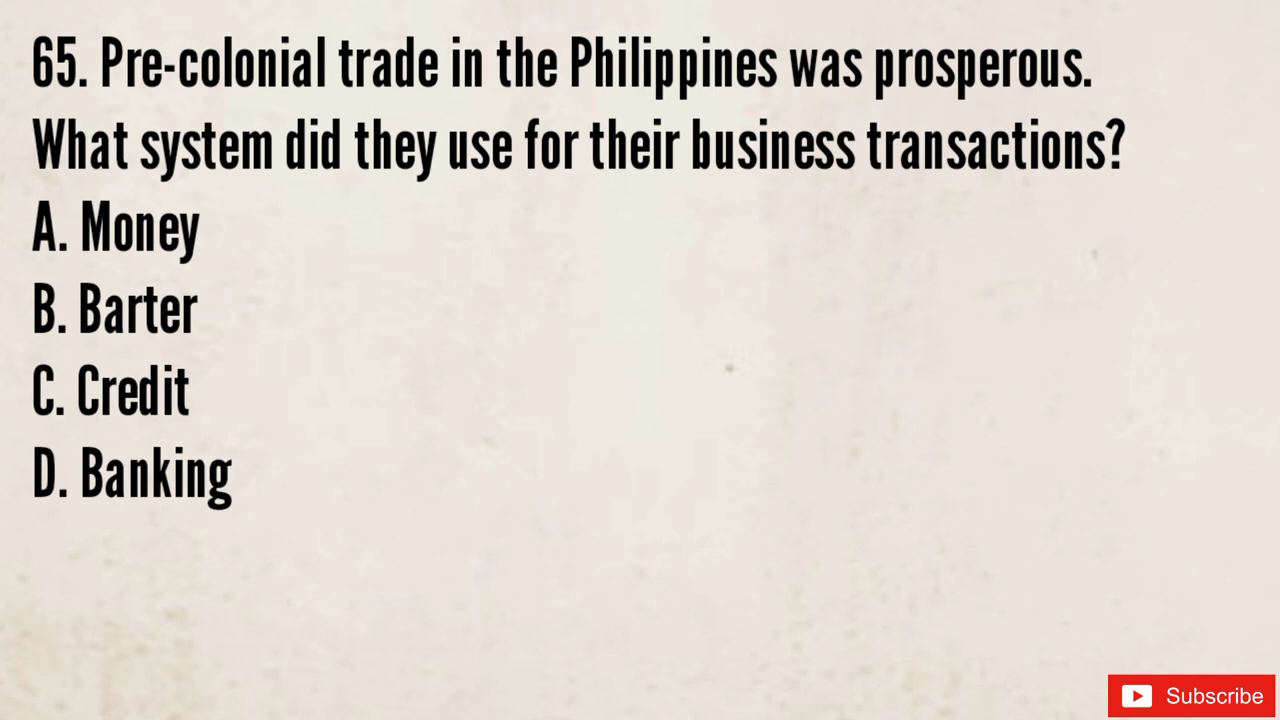 65. Pre-colonial trade in the Philippines was prosperous.
What system did they use for their business transactions?
A. Money
B. Barter
C. Credit
D. Banking
Subscribe